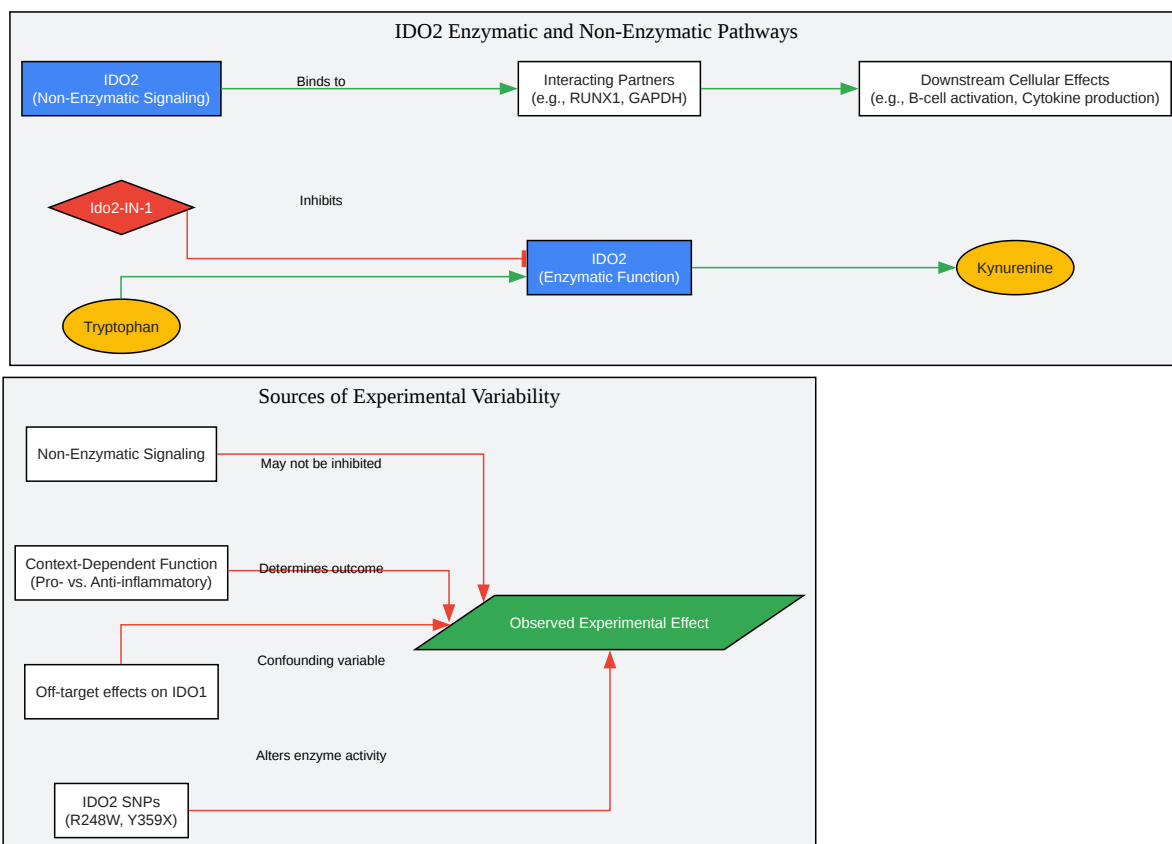 IDO2 Enzymatic and Non-Enzymatic Pathways
IDO2
(Non-Enzymatic Signaling)
Binds to
Interacting Partners
(e.g., RUNX1, GAPDH)
Downstream Cellular Effects
(e.g., B-cell activation, Cytokine production)
Ido2-IN-1
Inhibits
IDO2
(Enzymatic Function)
Kynurenine
Tryptophan
Sources of Experimental Variability
Non-Enzymatic Signaling
May not be inhibited
Context-Dependent Function
(Pro- vs. Anti-inflammatory)
Determines outcome
Observed Experimental Effect
Confounding variable
Off-target effects on IDO1
Alters enzyme activity
IDO2 SNPs
(R248W, Y359X)